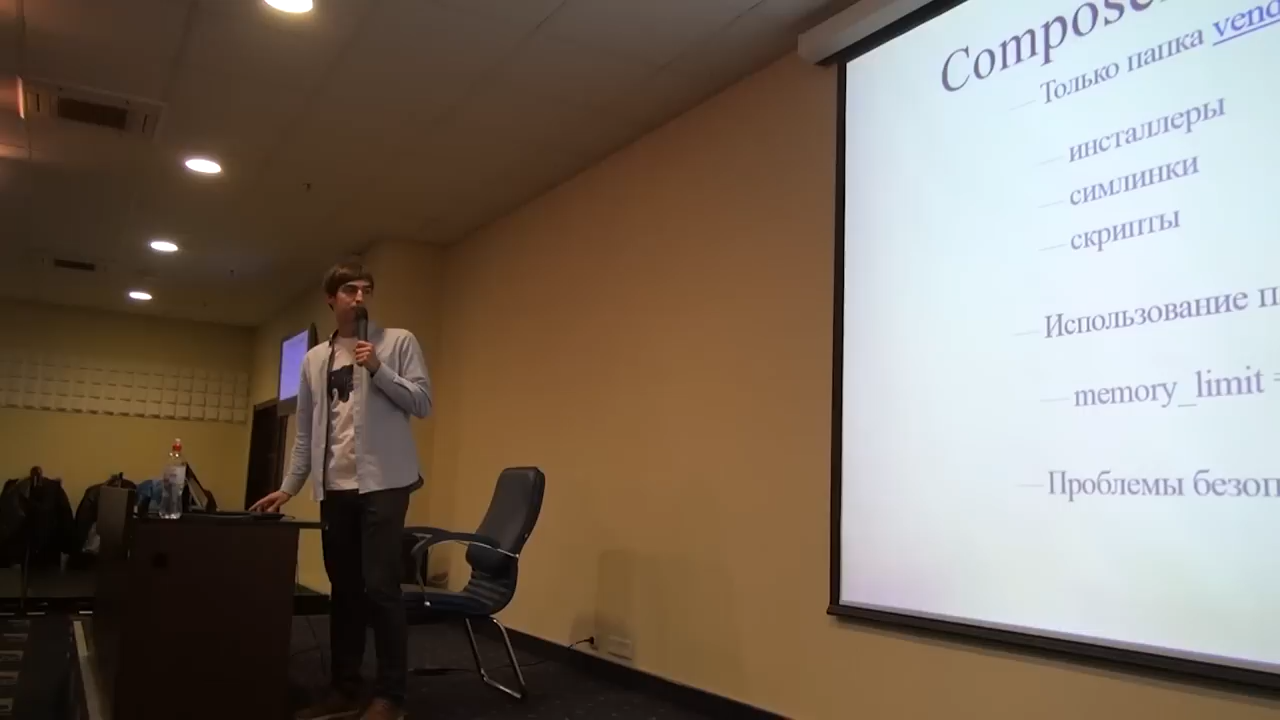 Compose
Только папка vend
инсталлеры
симлинки
скрипты
Использование п
memory_limit =
Проблемы безоп